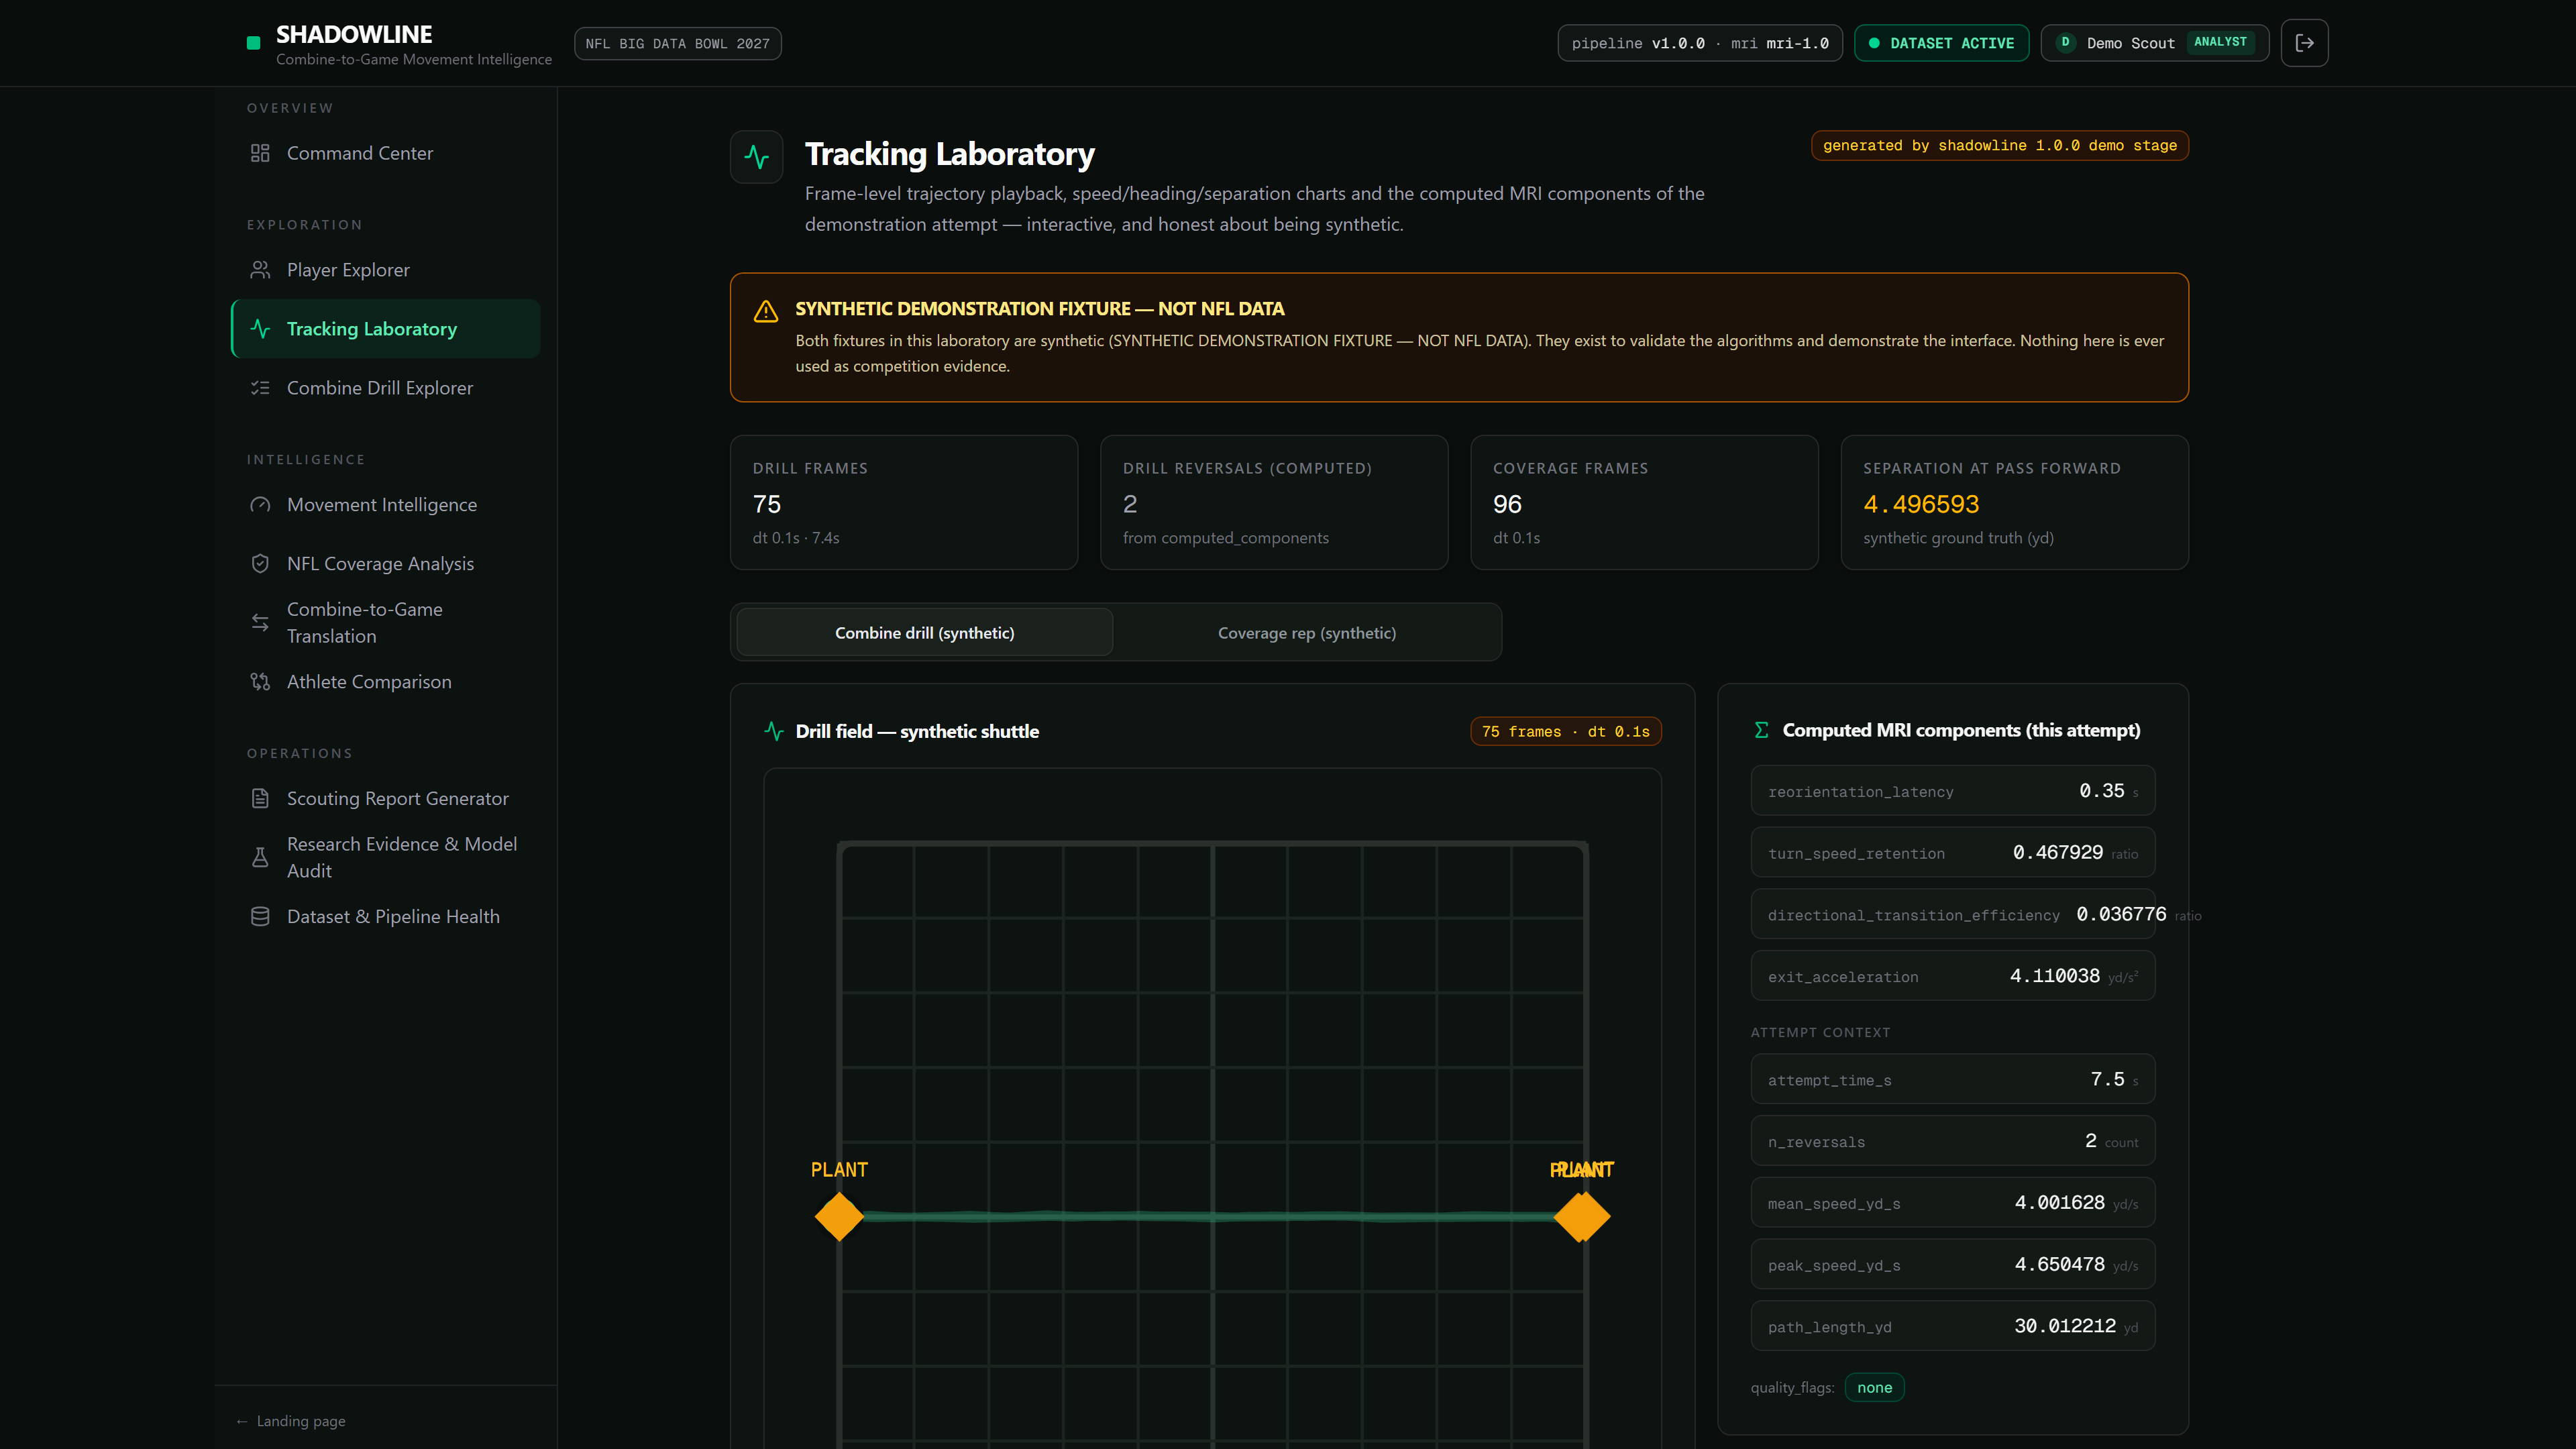 SHADOWLINE
Combine-to-Game Movement Intelligence
NFL BIG DATA BOWL 2027
pipeline v1.0.0 · mri mri-1.0
DATASET ACTIVE
D Demo Scout ANALYST
OVERVIEW
Command Center
EXPLORATION
Player Explorer
Tracking Laboratory
Combine Drill Explorer
INTELLIGENCE
Movement Intelligence
NFL Coverage Analysis
Combine-to-Game
Translation
Athlete Comparison
OPERATIONS
Scouting Report Generator
Research Evidence & Model
Audit
Dataset & Pipeline Health
← Landing page
Tracking Laboratory
Frame-level trajectory playback, speed/heading/separation charts and the computed MRI components of the
demonstration attempt — interactive, and honest about being synthetic.
generated by shadowline 1.0.0 demo stage
SYNTHETIC DEMONSTRATION FIXTURE — NOT NFL DATA
Both fixtures in this laboratory are synthetic (SYNTHETIC DEMONSTRATION FIXTURE — NOT NFL DATA). They exist to validate the algorithms and demonstrate the interface. Nothing here is ever
used as competition evidence.
DRILL FRAMES
75
dt 0.1s · 7.4s
DRILL REVERSALS (COMPUTED)
2
from computed_components
COVERAGE FRAMES
96
dt 0.1s
SEPARATION AT PASS FORWARD
4.496593
synthetic ground truth (yd)
Combine drill (synthetic)
Coverage rep (synthetic)
Drill field — synthetic shuttle
75 frames · dt 0.1s
PLANT
PLANT
PLANT
Computed MRI components (this attempt)
reorientation_latency 0.35 s
turn_speed_retention 0.467929 ratio
directional_transition_efficiency 0.036776 ratio
exit_acceleration 4.110038 yd/s²
ATTEMPT CONTEXT
attempt_time_s 7.5 s
n_reversals 2 count
mean_speed_yd_s 4.001628 yd/s
peak_speed_yd_s 4.650478 yd/s
path_length_yd 30.012212 yd
quality_flags: none